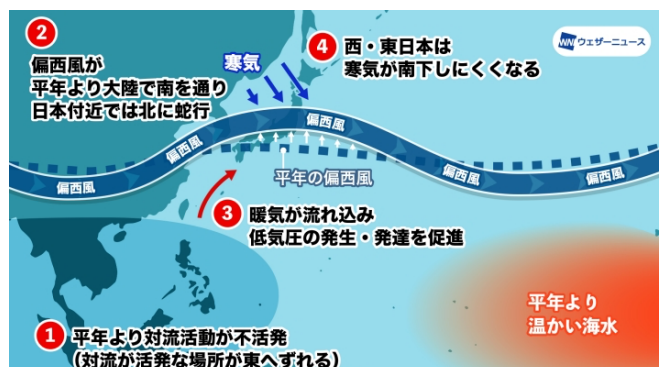 2
偏西風が
平年より大陸で南を通り
日本付近では北に蛇行
寒気
4
西・東日本は
寒気が南下しにくくなる
WN ウェザーニュース
偏西風
偏西風
偏西風
偏西風
偏西風
平年の偏西風
3
暖気が流れ込み
低気圧の発生・発達を促進
平年より
温かい海水
1
平年より対流活動が不活発
（対流が活発な場所が東へずれる）